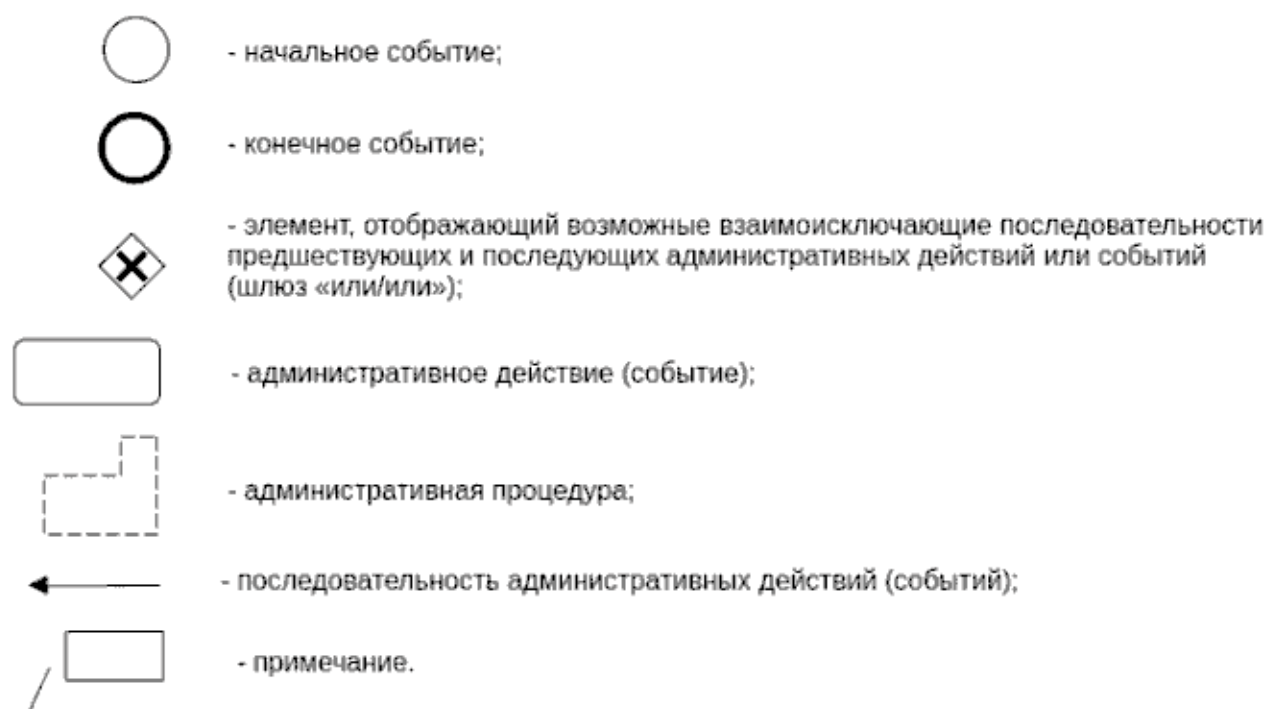 - начальное событие;
- конечное событие;
- элемент, отображающий возможные взаимоисключающие последовательности
предшествующих и последующих административных действий или событий
(шлюз «или/или»);
- административное действие (событие);
- административная процедура;
- последовательность административных действий (событий);
- примечание.